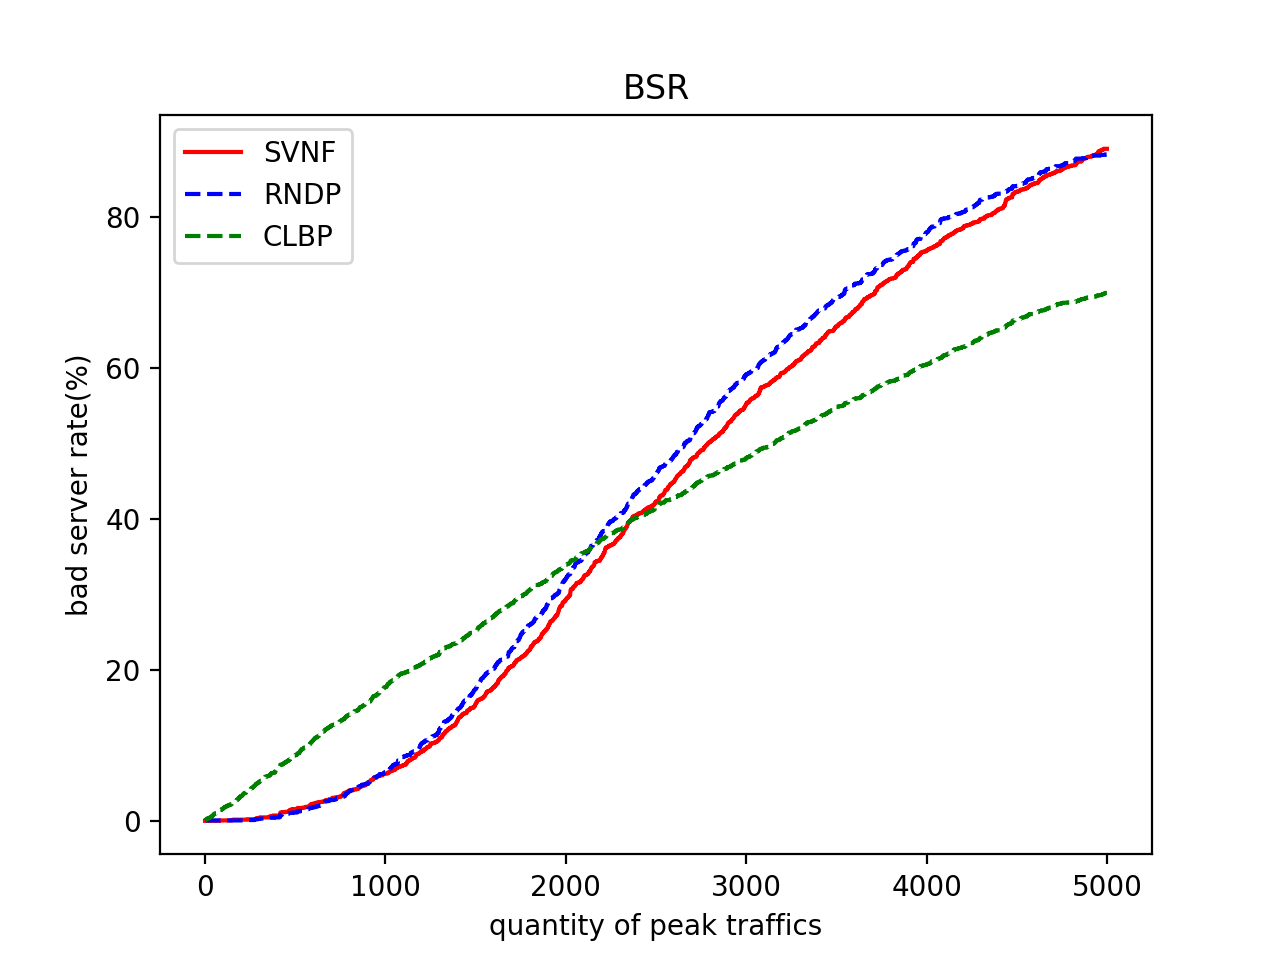 BSR
SVNF
RNDP
CLBP
bad server rate(%)
80
60
40
20
0
0 1000 2000 3000 4000 5000
quantity of peak traffics